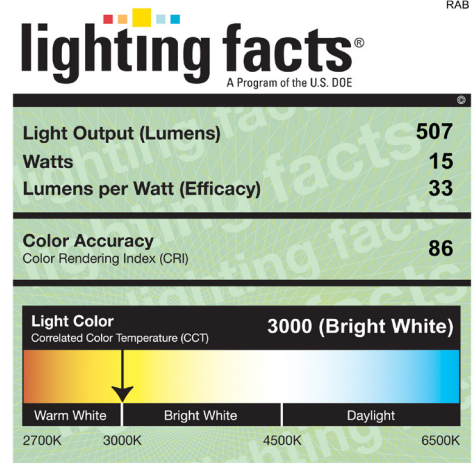 RAB
lighting facts®
A Program of the U.S. DOE
©
Light Output (Lumens) 507
Watts 15
Lumens per Watt (Efficacy) 33
Color Accuracy 86
Color Rendering Index (CRI)
Light Color 3000 (Bright White)
Correlated Color Temperature (CCT)
Warm White Bright White Daylight
2700K 3000K 4500K 6500K